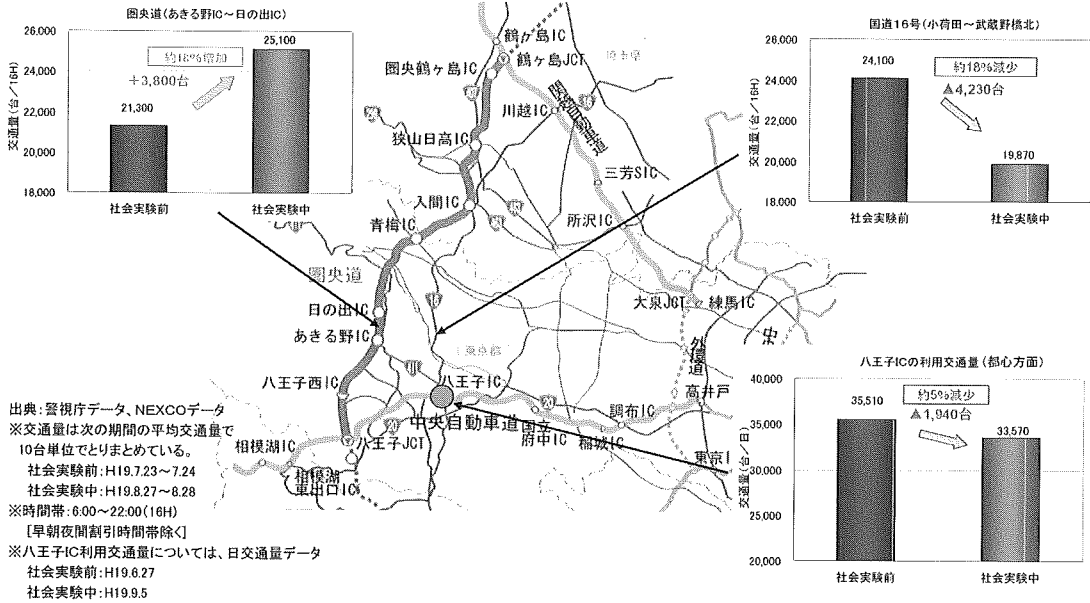 圏央道(あきる野IC～日の出IC)
交通量(台/16H)
26,000
24,000
22,000
20,000
18,000
約18%増加
+3,800台
21,300
25,100
社会実験前
社会実験中
国道16号(小荷田～武蔵野橋北)
交通量(台/16H)
26,000
24,000
22,000
20,000
18,000
24,100
約18%減少
▲4,230台
19,870
社会実験前
社会実験中
鶴ヶ島IC
鶴ヶ島JCT
圏央鶴ヶ島IC
埼玉県
川越IC
関越自動車道
狭山日高IC
三芳SIC
入間IC
所沢IC
青梅IC
圏央道
日の出IC
あきる野IC
大泉JCT
練馬IC
外環道
東京都
八王子西IC
八王子IC
高井戸
調布IC
中央自動車道
国立
府中IC
稲城IC
八王子JCT
相模湖IC
相模湖
東出口IC
東京I
八王子ICの利用交通量(都心方面)
交通量(台/日)
40,000
35,000
30,000
25,000
20,000
35,510
約5%減少
▲1,940台
33,570
社会実験前
社会実験中
出典:警視庁データ、NEXCOデータ
※交通量は次の期間の平均交通量で
10台単位でとりまとめている。
社会実験前:H19.7.23～7.24
社会実験中:H19.8.27～8.28
※時間帯:6:00～22:00(16H)
[早朝夜間割引時間帯除く]
※八王子IC利用交通量については、日交通量データ
社会実験前:H19.6.27
社会実験中:H19.9.5